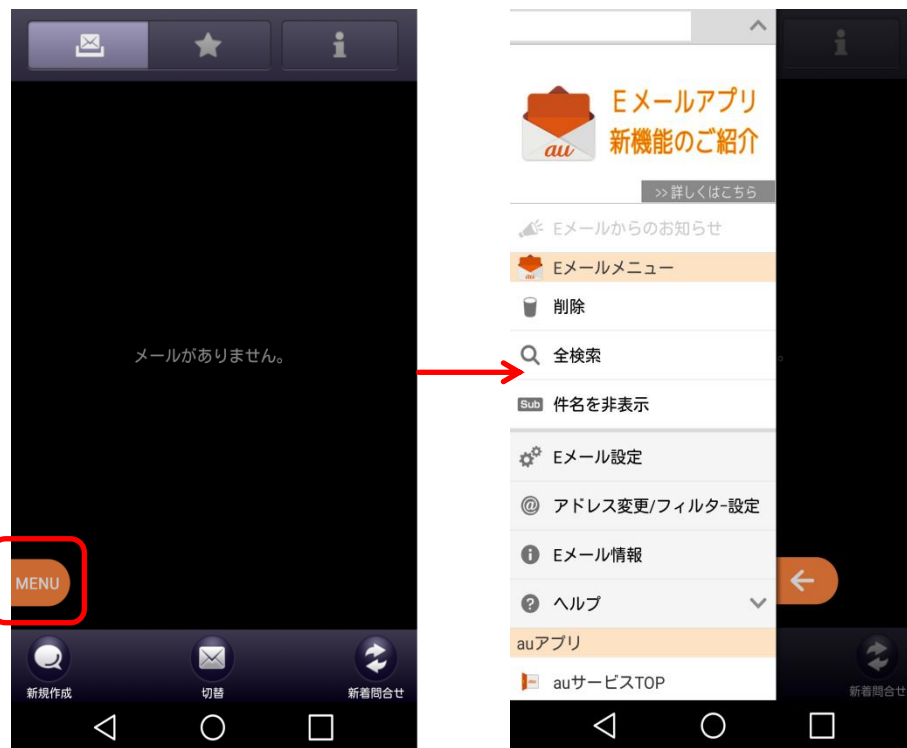 メールがありません。
MENU
新規作成
切替
新着問合せ
Eメールアプリ
新機能のご紹介
au
>>詳しくはこちら
Eメールからのお知らせ
au
Eメールメニュー
削除
全検索
Sub 件名を非表示
Eメール設定
@ アドレス変更/フィルター設定
Eメール情報
ヘルプ
auアプリ
auサービスTOP
新着問合せ